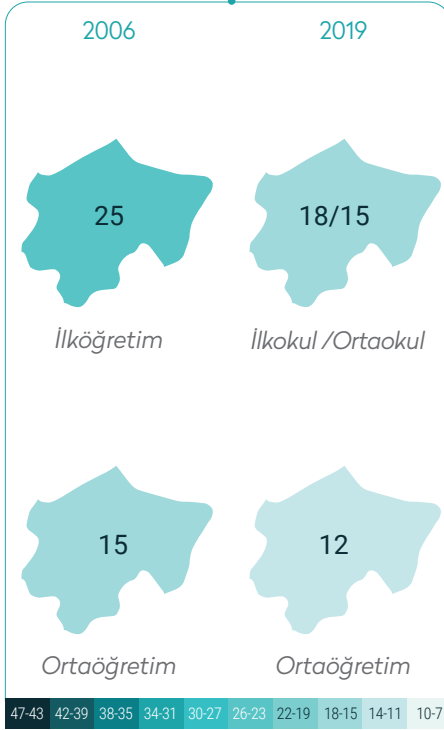 2006 2019
25 18/15
İlköğretim İlkokul /Ortaokul
15 12
Ortaöğretim Ortaöğretim
47-43 42-39 38-35 34-31 30-27 26-23 22-19 18-15 14-11 10-7